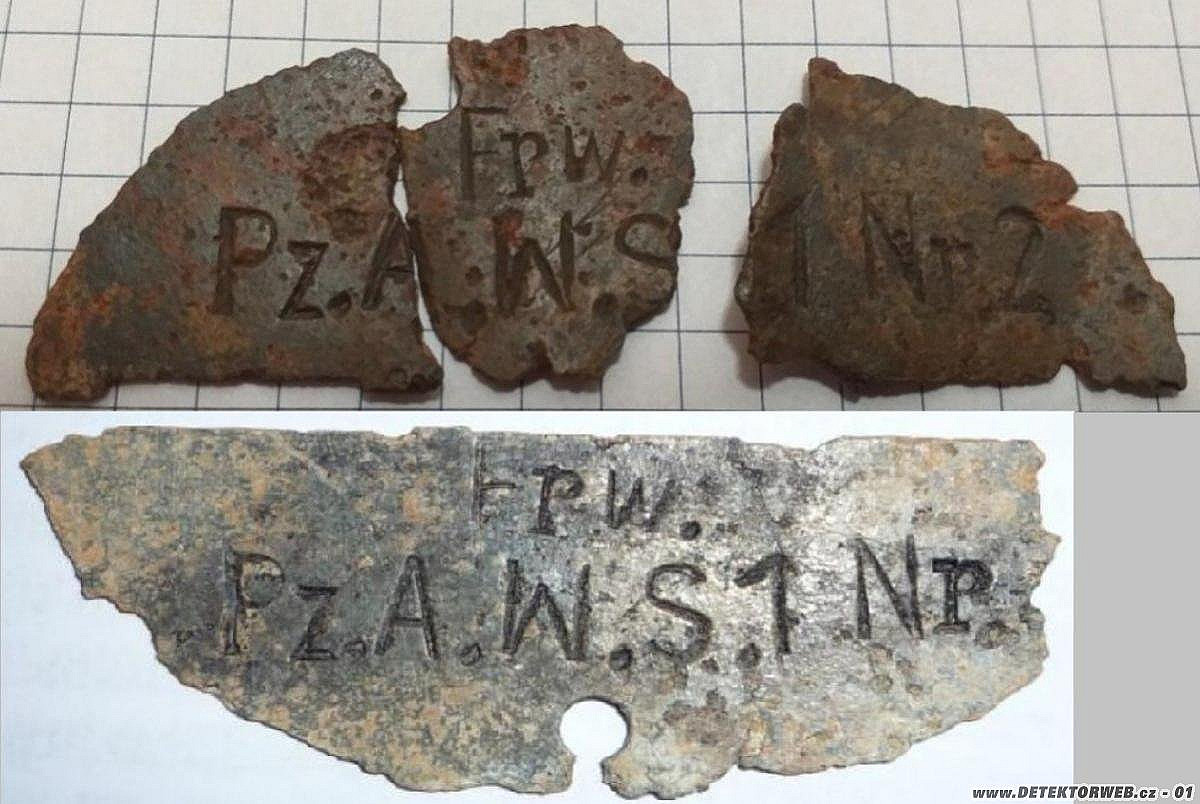 Frw.
Pz.A.W.S 1 Nr 2
Frw.
Pz.A.W.S.1 Nr.
www.DETEKTORWEB.cz - 01